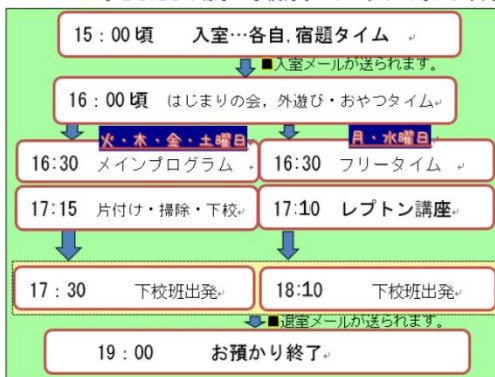 15：00頃　入室…各自，宿題タイム
■入室メールが送られます。
16：00頃　はじまりの会，外遊び・おやつタイム
火・木・金・土曜日
16:30　メインプログラム
17:15　片付け・掃除・下校
17：30　下校班出発
月・水曜日
16:30　フリータイム
17:10　レプトン講座
18:10　下校班出発
■退室メールが送られます。
19：00　お預かり終了